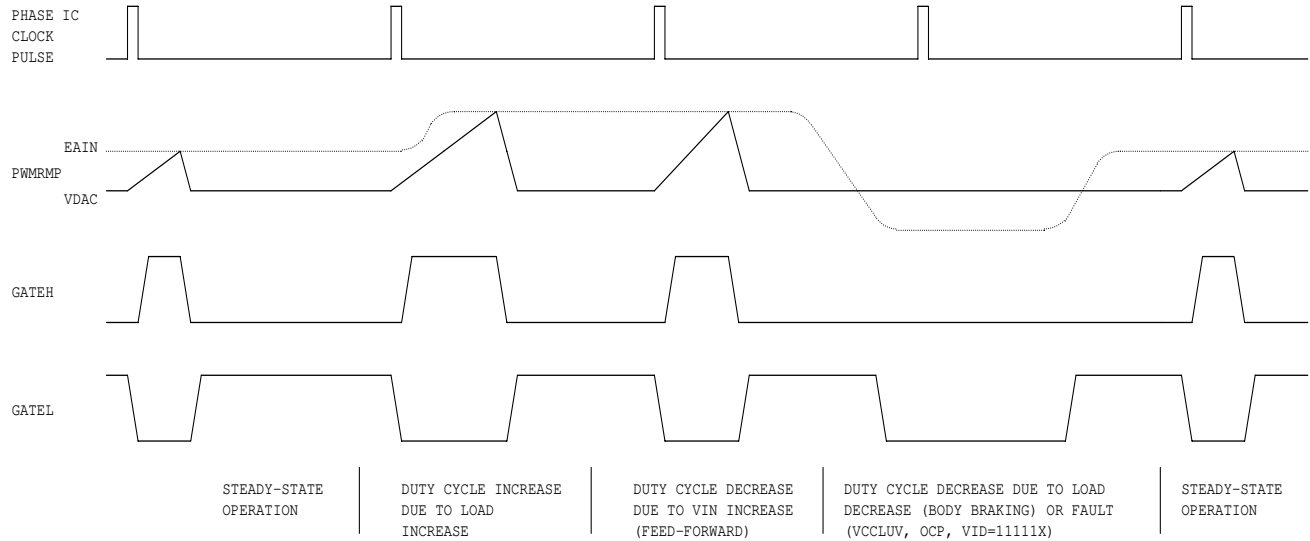 PHASE IC
CLOCK
PULSE
EAIN
PWMRMP
VDAC
GATEH
GATEL
STEADY-STATE
OPERATION
DUTY CYCLE INCREASE
DUE TO LOAD
INCREASE
DUTY CYCLE DECREASE
DUE TO VIN INCREASE
(FEED-FORWARD)
DUTY CYCLE DECREASE DUE TO LOAD
DECREASE (BODY BRAKING) OR FAULT
(VCCLUV, OCP, VID=11111X)
STEADY-STATE
OPERATION